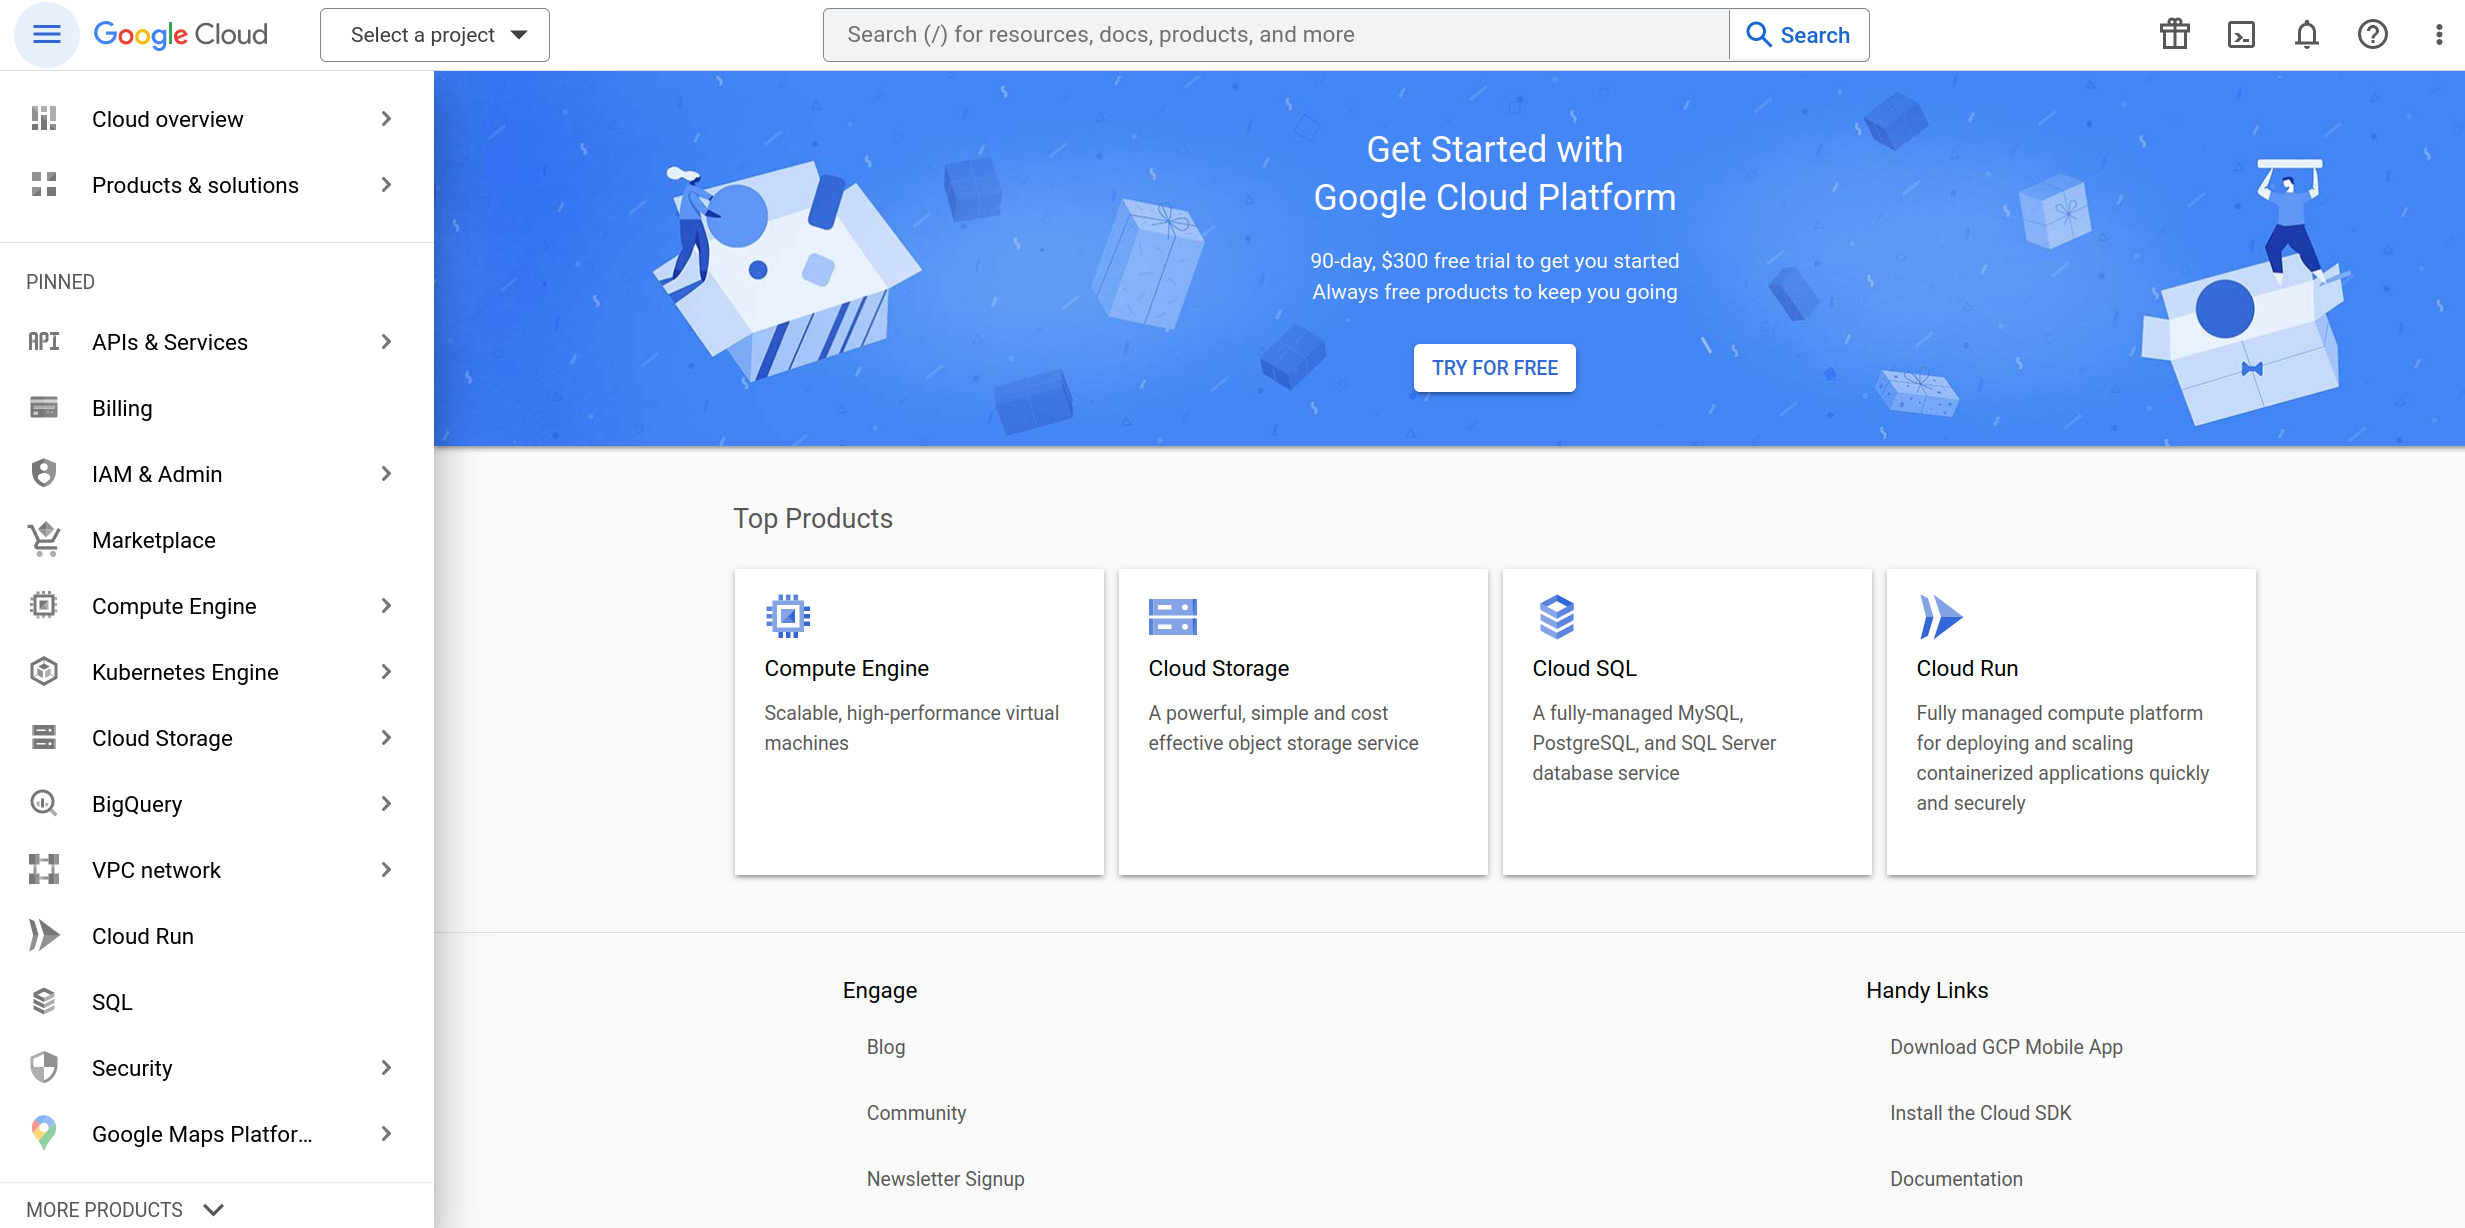 Google Cloud
Select a project
Search (/) for resources, docs, products, and more
Search
Cloud overview
Products & solutions
PINNED
API
APIs & Services
Billing
IAM & Admin
Marketplace
Compute Engine
Kubernetes Engine
Cloud Storage
BigQuery
VPC network
Cloud Run
SQL
Security
Google Maps Platfor...
MORE PRODUCTS
Get Started with
Google Cloud Platform
90-day, $300 free trial to get you started
Always free products to keep you going
TRY FOR FREE
Top Products
Compute Engine
Scalable, high-performance virtual
machines
Cloud Storage
A powerful, simple and cost
effective object storage service
Cloud SQL
A fully-managed MySQL,
PostgreSQL, and SQL Server
database service
Cloud Run
Fully managed compute platform
for deploying and scaling
containerized applications quickly
and securely
Engage
Blog
Community
Newsletter Signup
Handy Links
Download GCP Mobile App
Install the Cloud SDK
Documentation